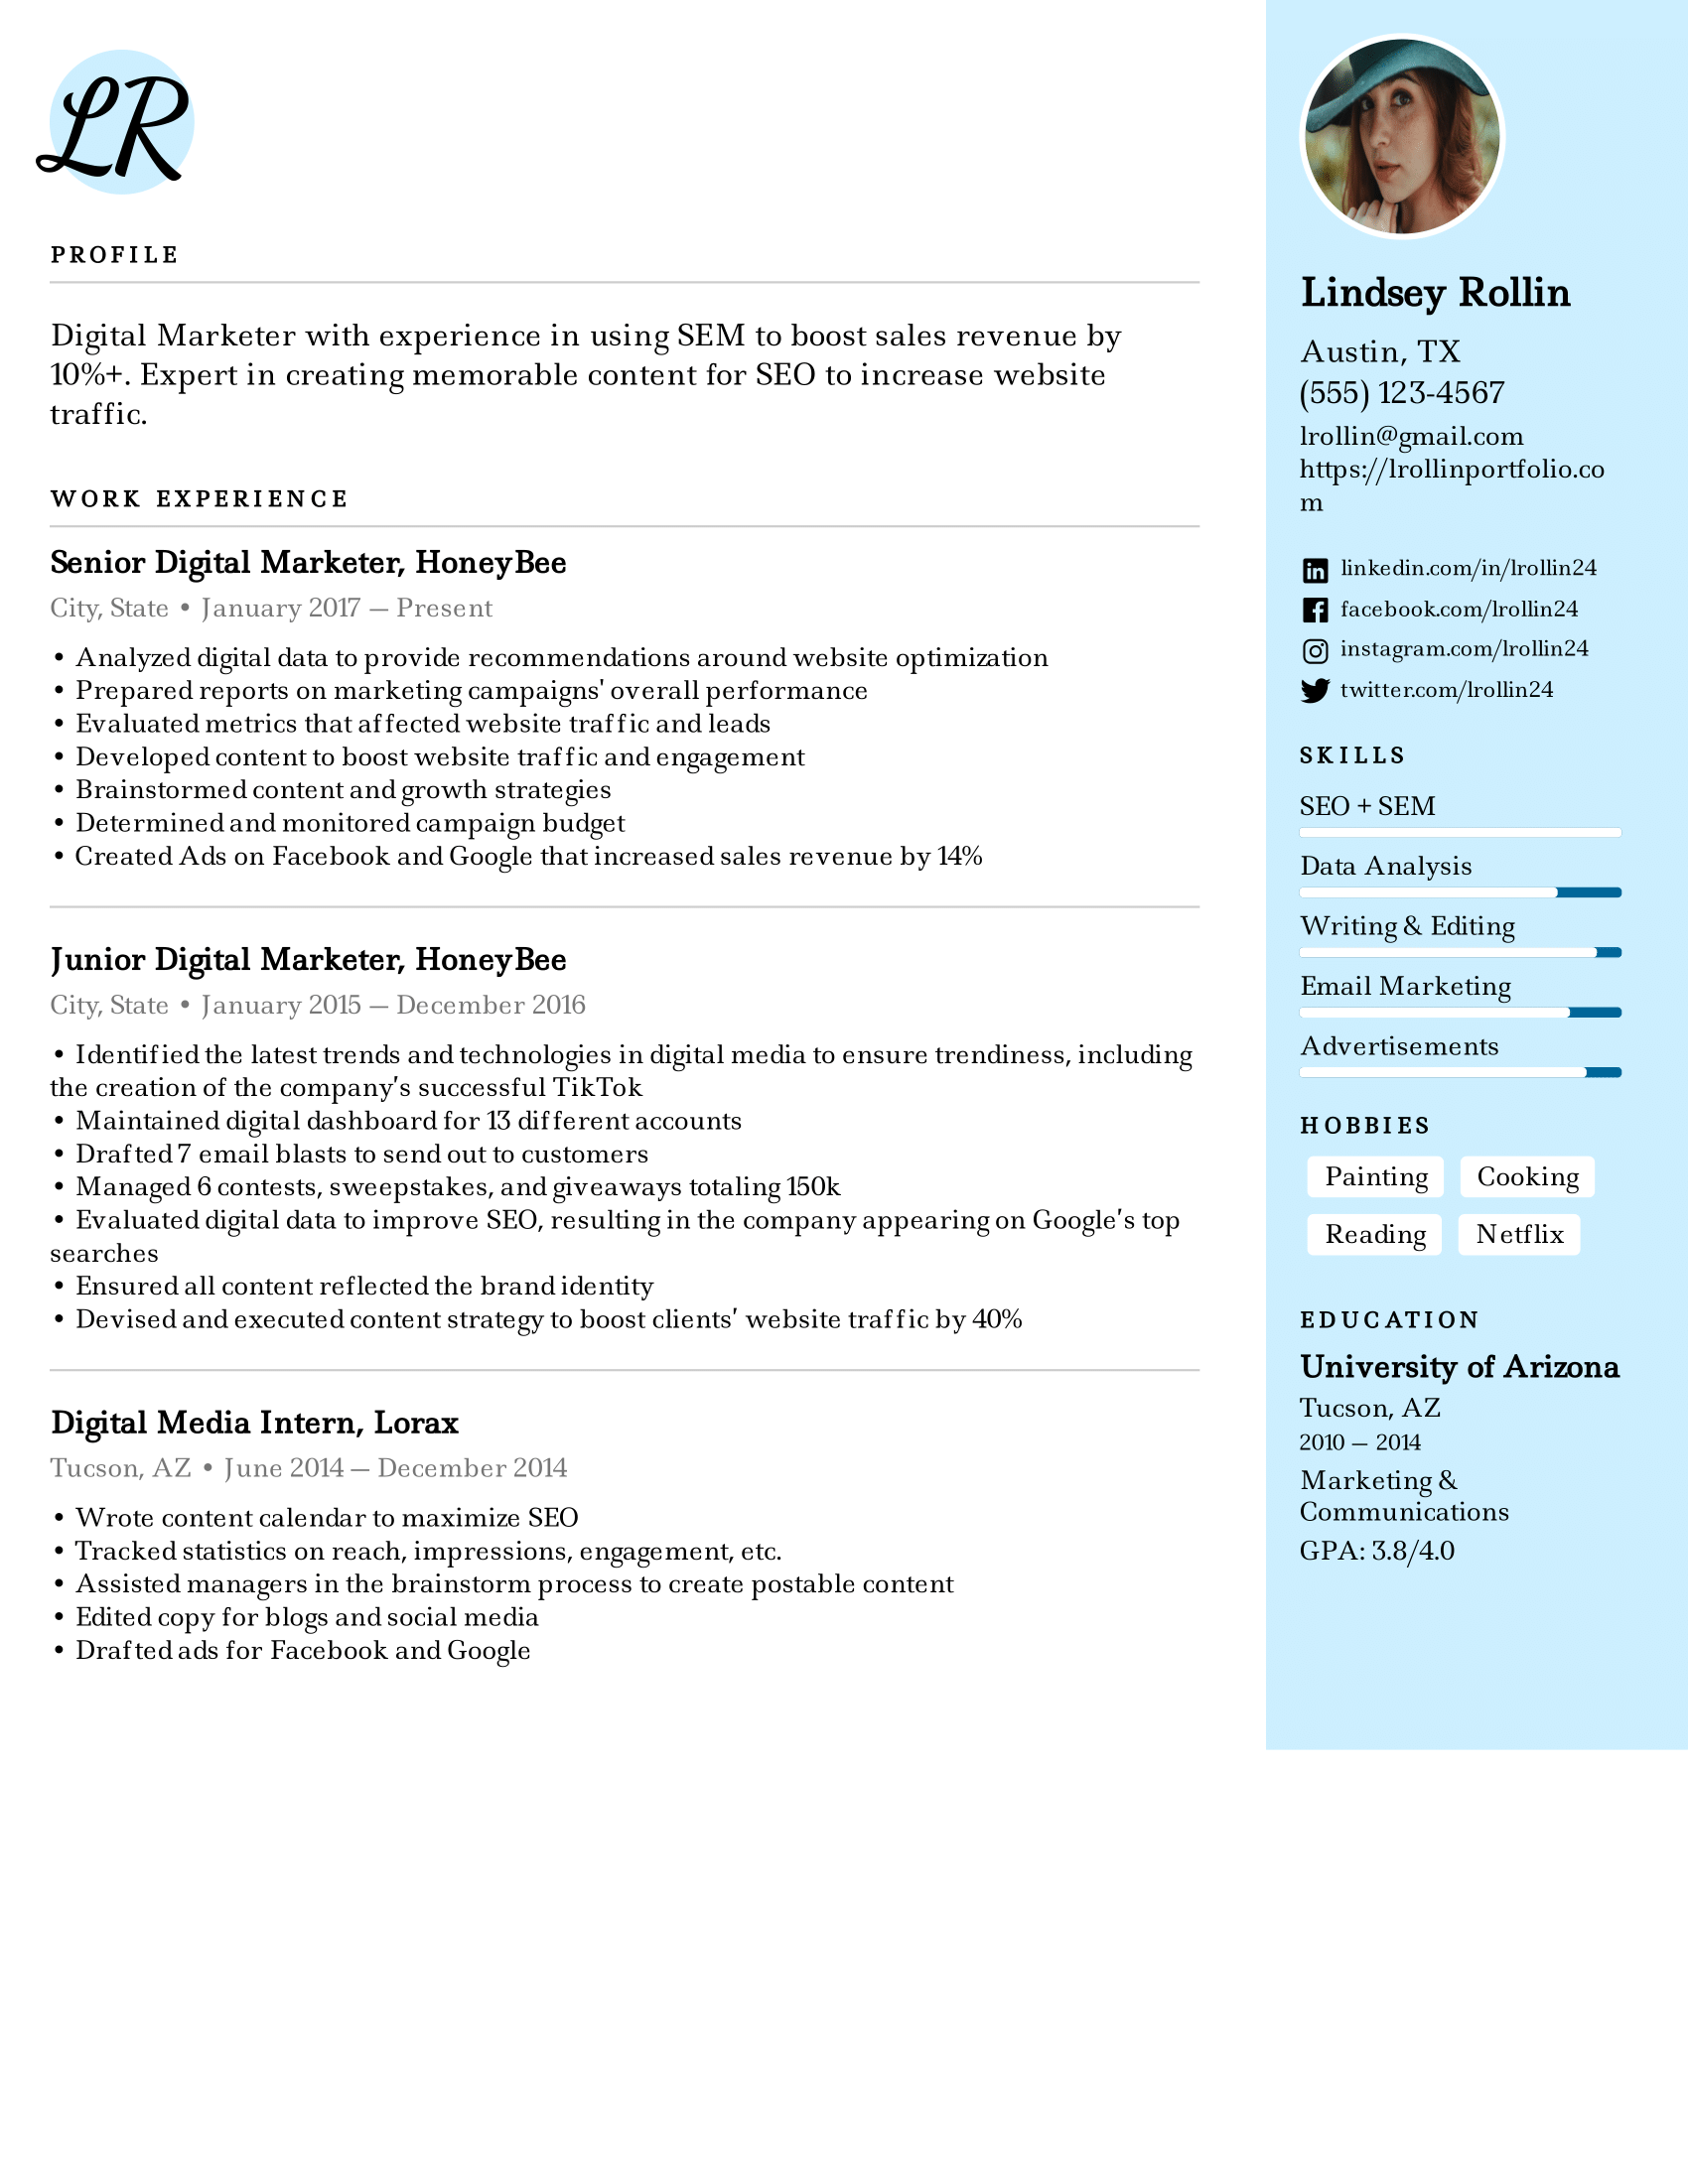 LR
PROFILE
Digital Marketer with experience in using SEM to boost sales revenue by
10%+. Expert in creating memorable content for SEO to increase website
traffic.
WORK EXPERIENCE
Senior Digital Marketer, HoneyBee
City, State • January 2017 — Present
• Analyzed digital data to provide recommendations around website optimization
• Prepared reports on marketing campaigns' overall performance
• Evaluated metrics that affected website traffic and leads
• Developed content to boost website traffic and engagement
• Brainstormed content and growth strategies
• Determined and monitored campaign budget
• Created Ads on Facebook and Google that increased sales revenue by 14%
Junior Digital Marketer, HoneyBee
City, State • January 2015 — December 2016
• Identified the latest trends and technologies in digital media to ensure trendiness, including
the creation of the company's successful TikTok
• Maintained digital dashboard for 13 different accounts
• Drafted 7 email blasts to send out to customers
• Managed 6 contests, sweepstakes, and giveaways totaling 150k
• Evaluated digital data to improve SEO, resulting in the company appearing on Google's top
searches
• Ensured all content reflected the brand identity
• Devised and executed content strategy to boost clients' website traffic by 40%
Digital Media Intern, Lorax
Tucson, AZ • June 2014 — December 2014
• Wrote content calendar to maximize SEO
• Tracked statistics on reach, impressions, engagement, etc.
• Assisted managers in the brainstorm process to create postable content
• Edited copy for blogs and social media
• Drafted ads for Facebook and Google
Lindsey Rollin
Austin, TX
(555) 123-4567
lrollin@gmail.com
https://lrollinportfolio.co
m
linkedin.com/in/lrollin24
facebook.com/lrollin24
instagram.com/lrollin24
twitter.com/lrollin24
SKILLS
SEO + SEM
Data Analysis
Writing & Editing
Email Marketing
Advertisements
HOBBIES
Painting Cooking
Reading Netflix
EDUCATION
University of Arizona
Tucson, AZ
2010 — 2014
Marketing &
Communications
GPA: 3.8/4.0